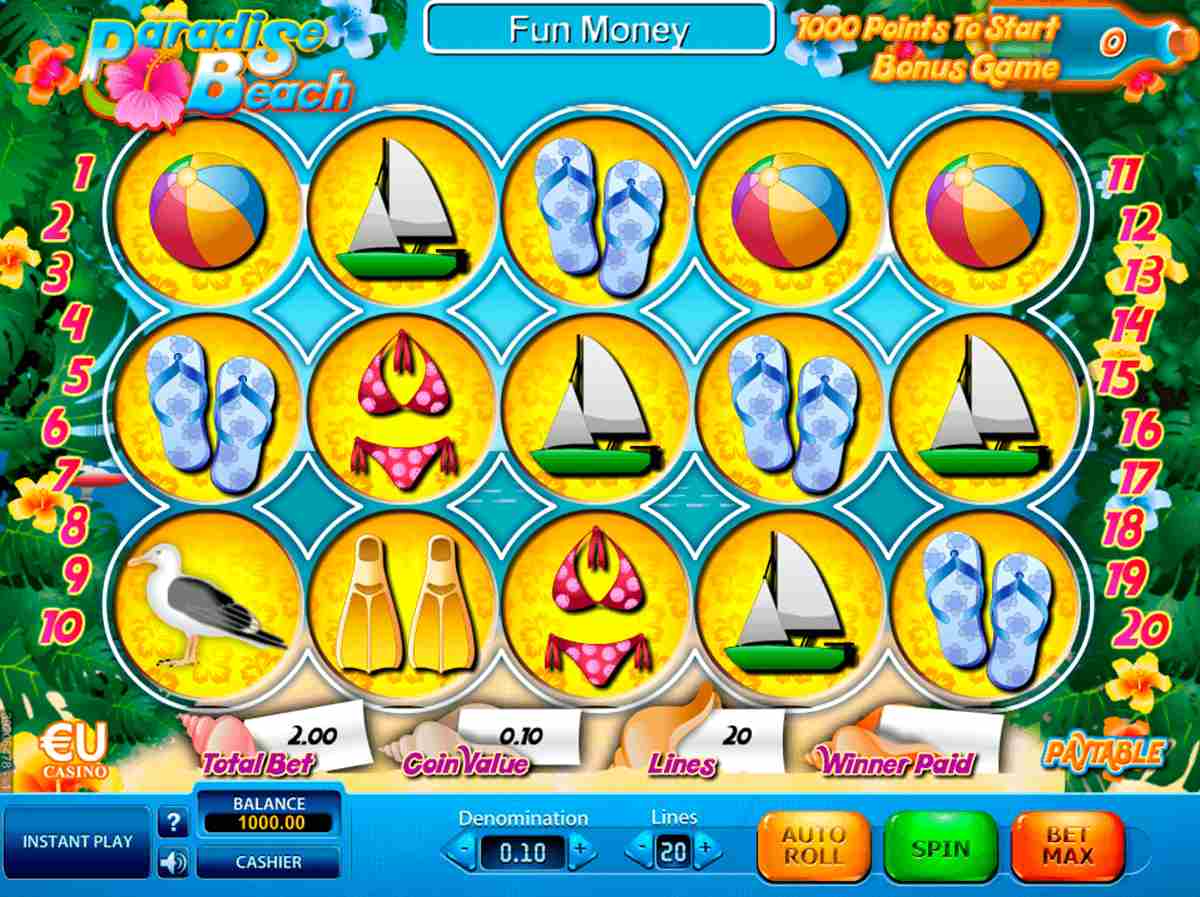 Paradise
Beach
Fun Money
1000 Points To Start
Bonus Game
0
1
2
3
4
5
6
7
8
9
10
11
12
13
14
15
16
17
18
19
20
2.00
0.10
20
Total Bet
Coin Value
Lines
Winner Paid
PAYTABLE
€U
CASINO
INSTANT PLAY
?
BALANCE
1000.00
CASHIER
Denomination
- 0.10 +
Lines
- 20 +
AUTO
ROLL
SPIN
BET
MAX